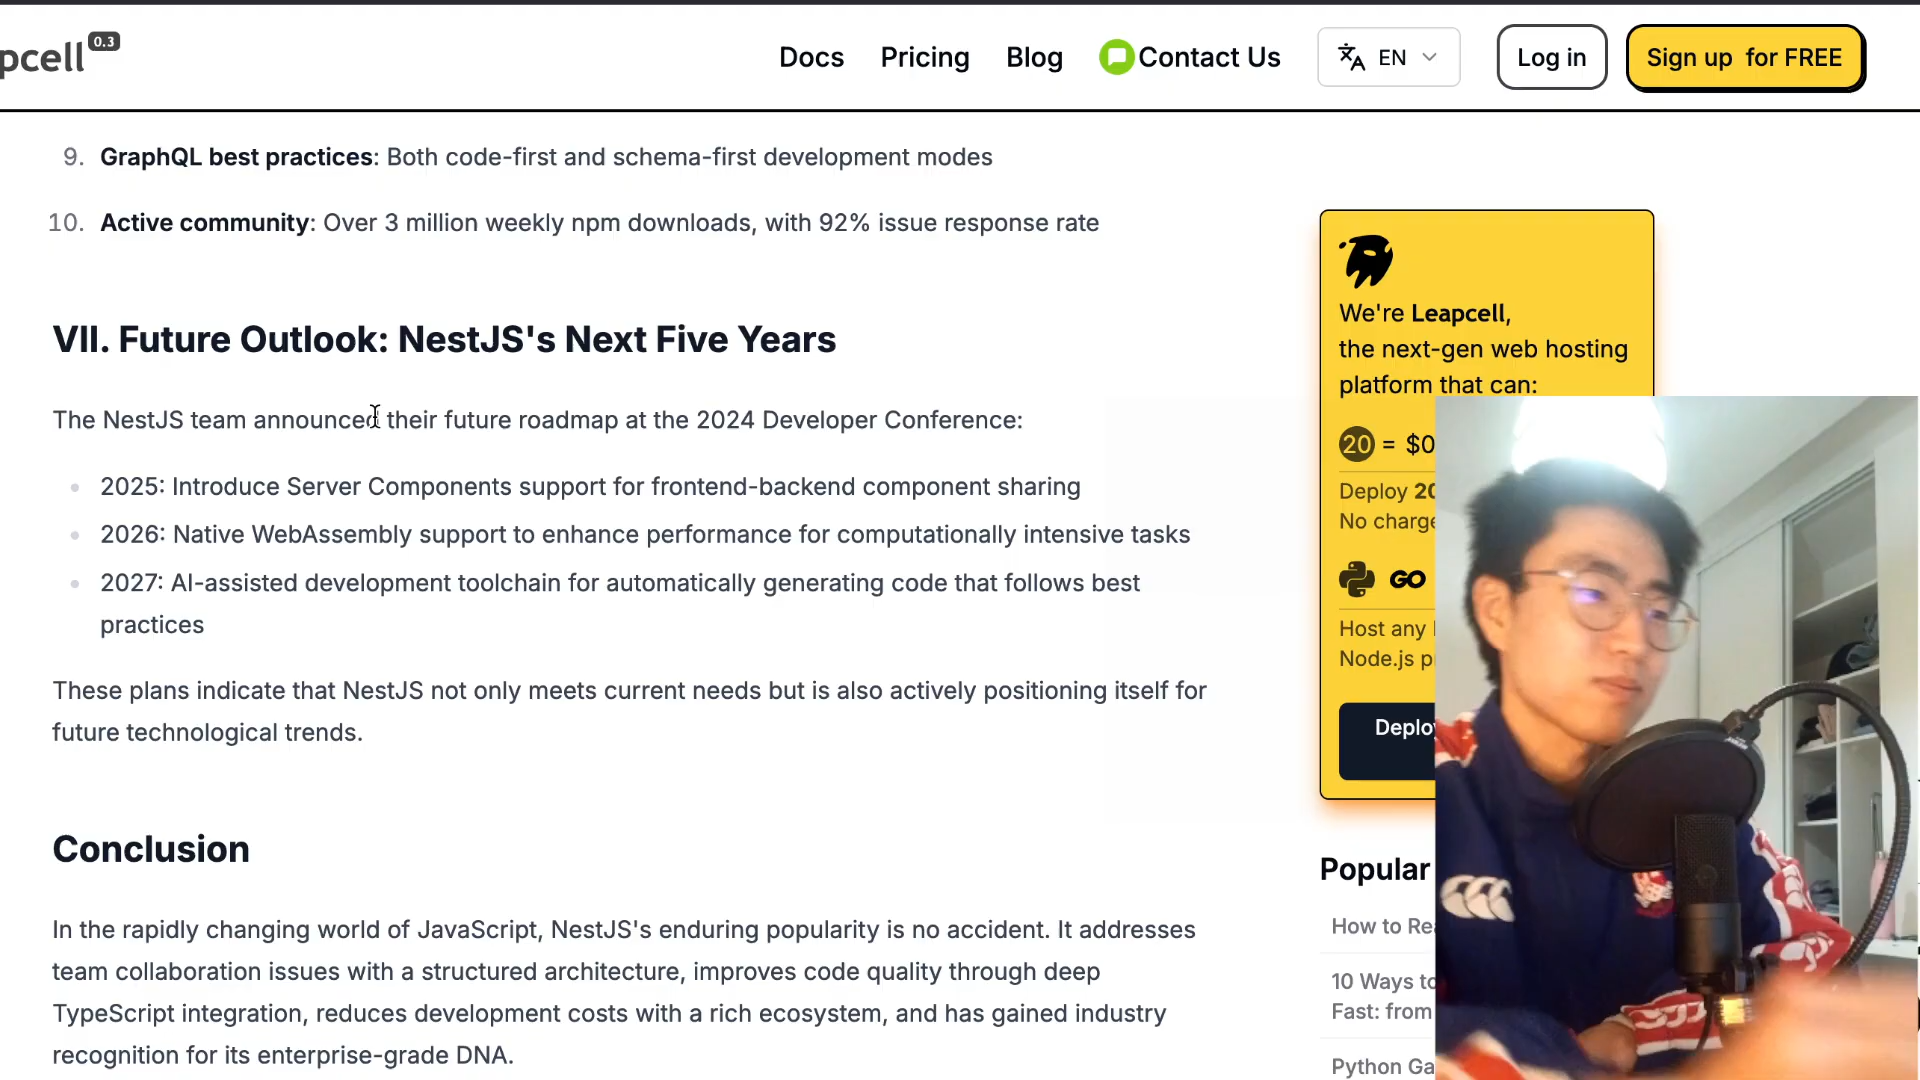 pcell 0.3
Docs Pricing Blog Contact Us EN Log in Sign up for FREE
9. GraphQL best practices: Both code-first and schema-first development modes
10. Active community: Over 3 million weekly npm downloads, with 92% issue response rate
VII. Future Outlook: NestJS's Next Five Years
The NestJS team announced their future roadmap at the 2024 Developer Conference:
2025: Introduce Server Components support for frontend-backend component sharing
2026: Native WebAssembly support to enhance performance for computationally intensive tasks
2027: AI-assisted development toolchain for automatically generating code that follows best
practices
These plans indicate that NestJS not only meets current needs but is also actively positioning itself for
future technological trends.
Conclusion
In the rapidly changing world of JavaScript, NestJS's enduring popularity is no accident. It addresses
team collaboration issues with a structured architecture, improves code quality through deep
TypeScript integration, reduces development costs with a rich ecosystem, and has gained industry
recognition for its enterprise-grade DNA.
We're Leapcell,
the next-gen web hosting
platform that can:
20 = $0
Deploy 20
No charge
GO
Host any
Node.js p
Deploy
Popular
How to Rea
10 Ways to
Fast: from
Python Ga